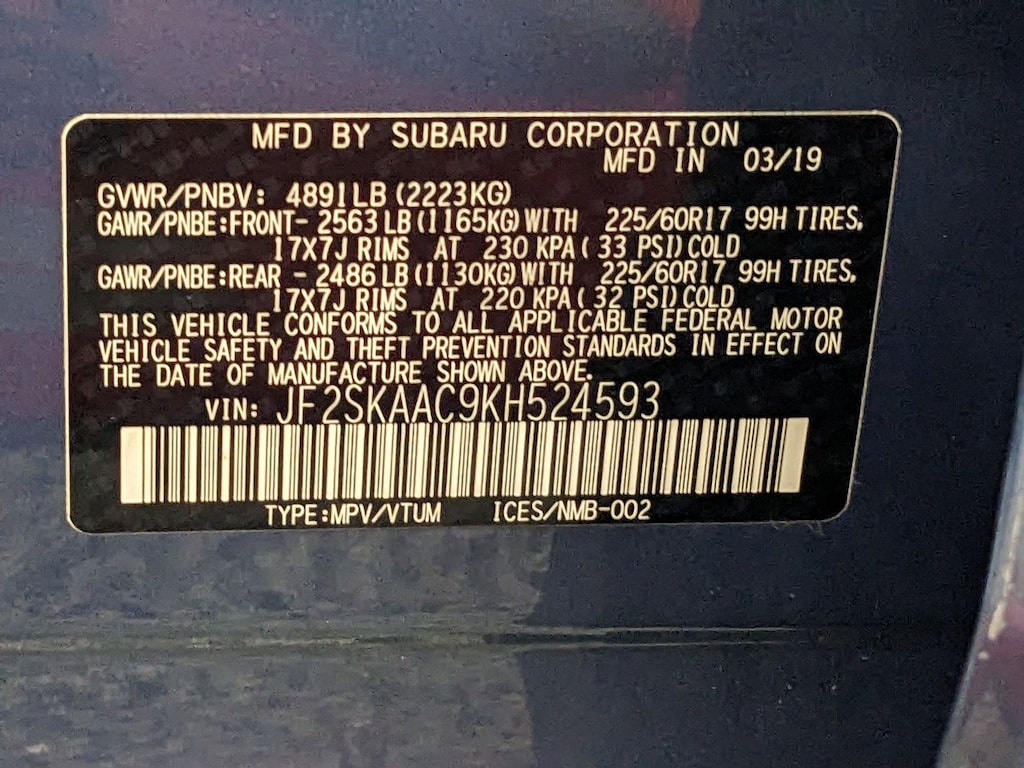 MFD BY SUBARU CORPORATION
MFD IN 03/19
GVWR/PNBV: 4891LB (2223KG)
GAWR/PNBE:FRONT- 2563 LB (1165KG) WITH 225/60R17 99H TIRES,
17X7J RIMS AT 230 KPA ( 33 PSI) COLD
GAWR/PNBE:REAR - 2486 LB (1130KG) WITH 225/60R17 99H TIRES,
17X7J RIMS AT 220 KPA ( 32 PSI) COLD
THIS VEHICLE CONFORMS TO ALL APPLICABLE FEDERAL MOTOR
VEHICLE SAFETY AND THEFT PREVENTION STANDARDS IN EFFECT ON
THE DATE OF MANUFACTURE SHOWN ABOVE.
VIN: JF2SKAAC9KH524593
TYPE:MPV/VTUM ICES/NMB-002